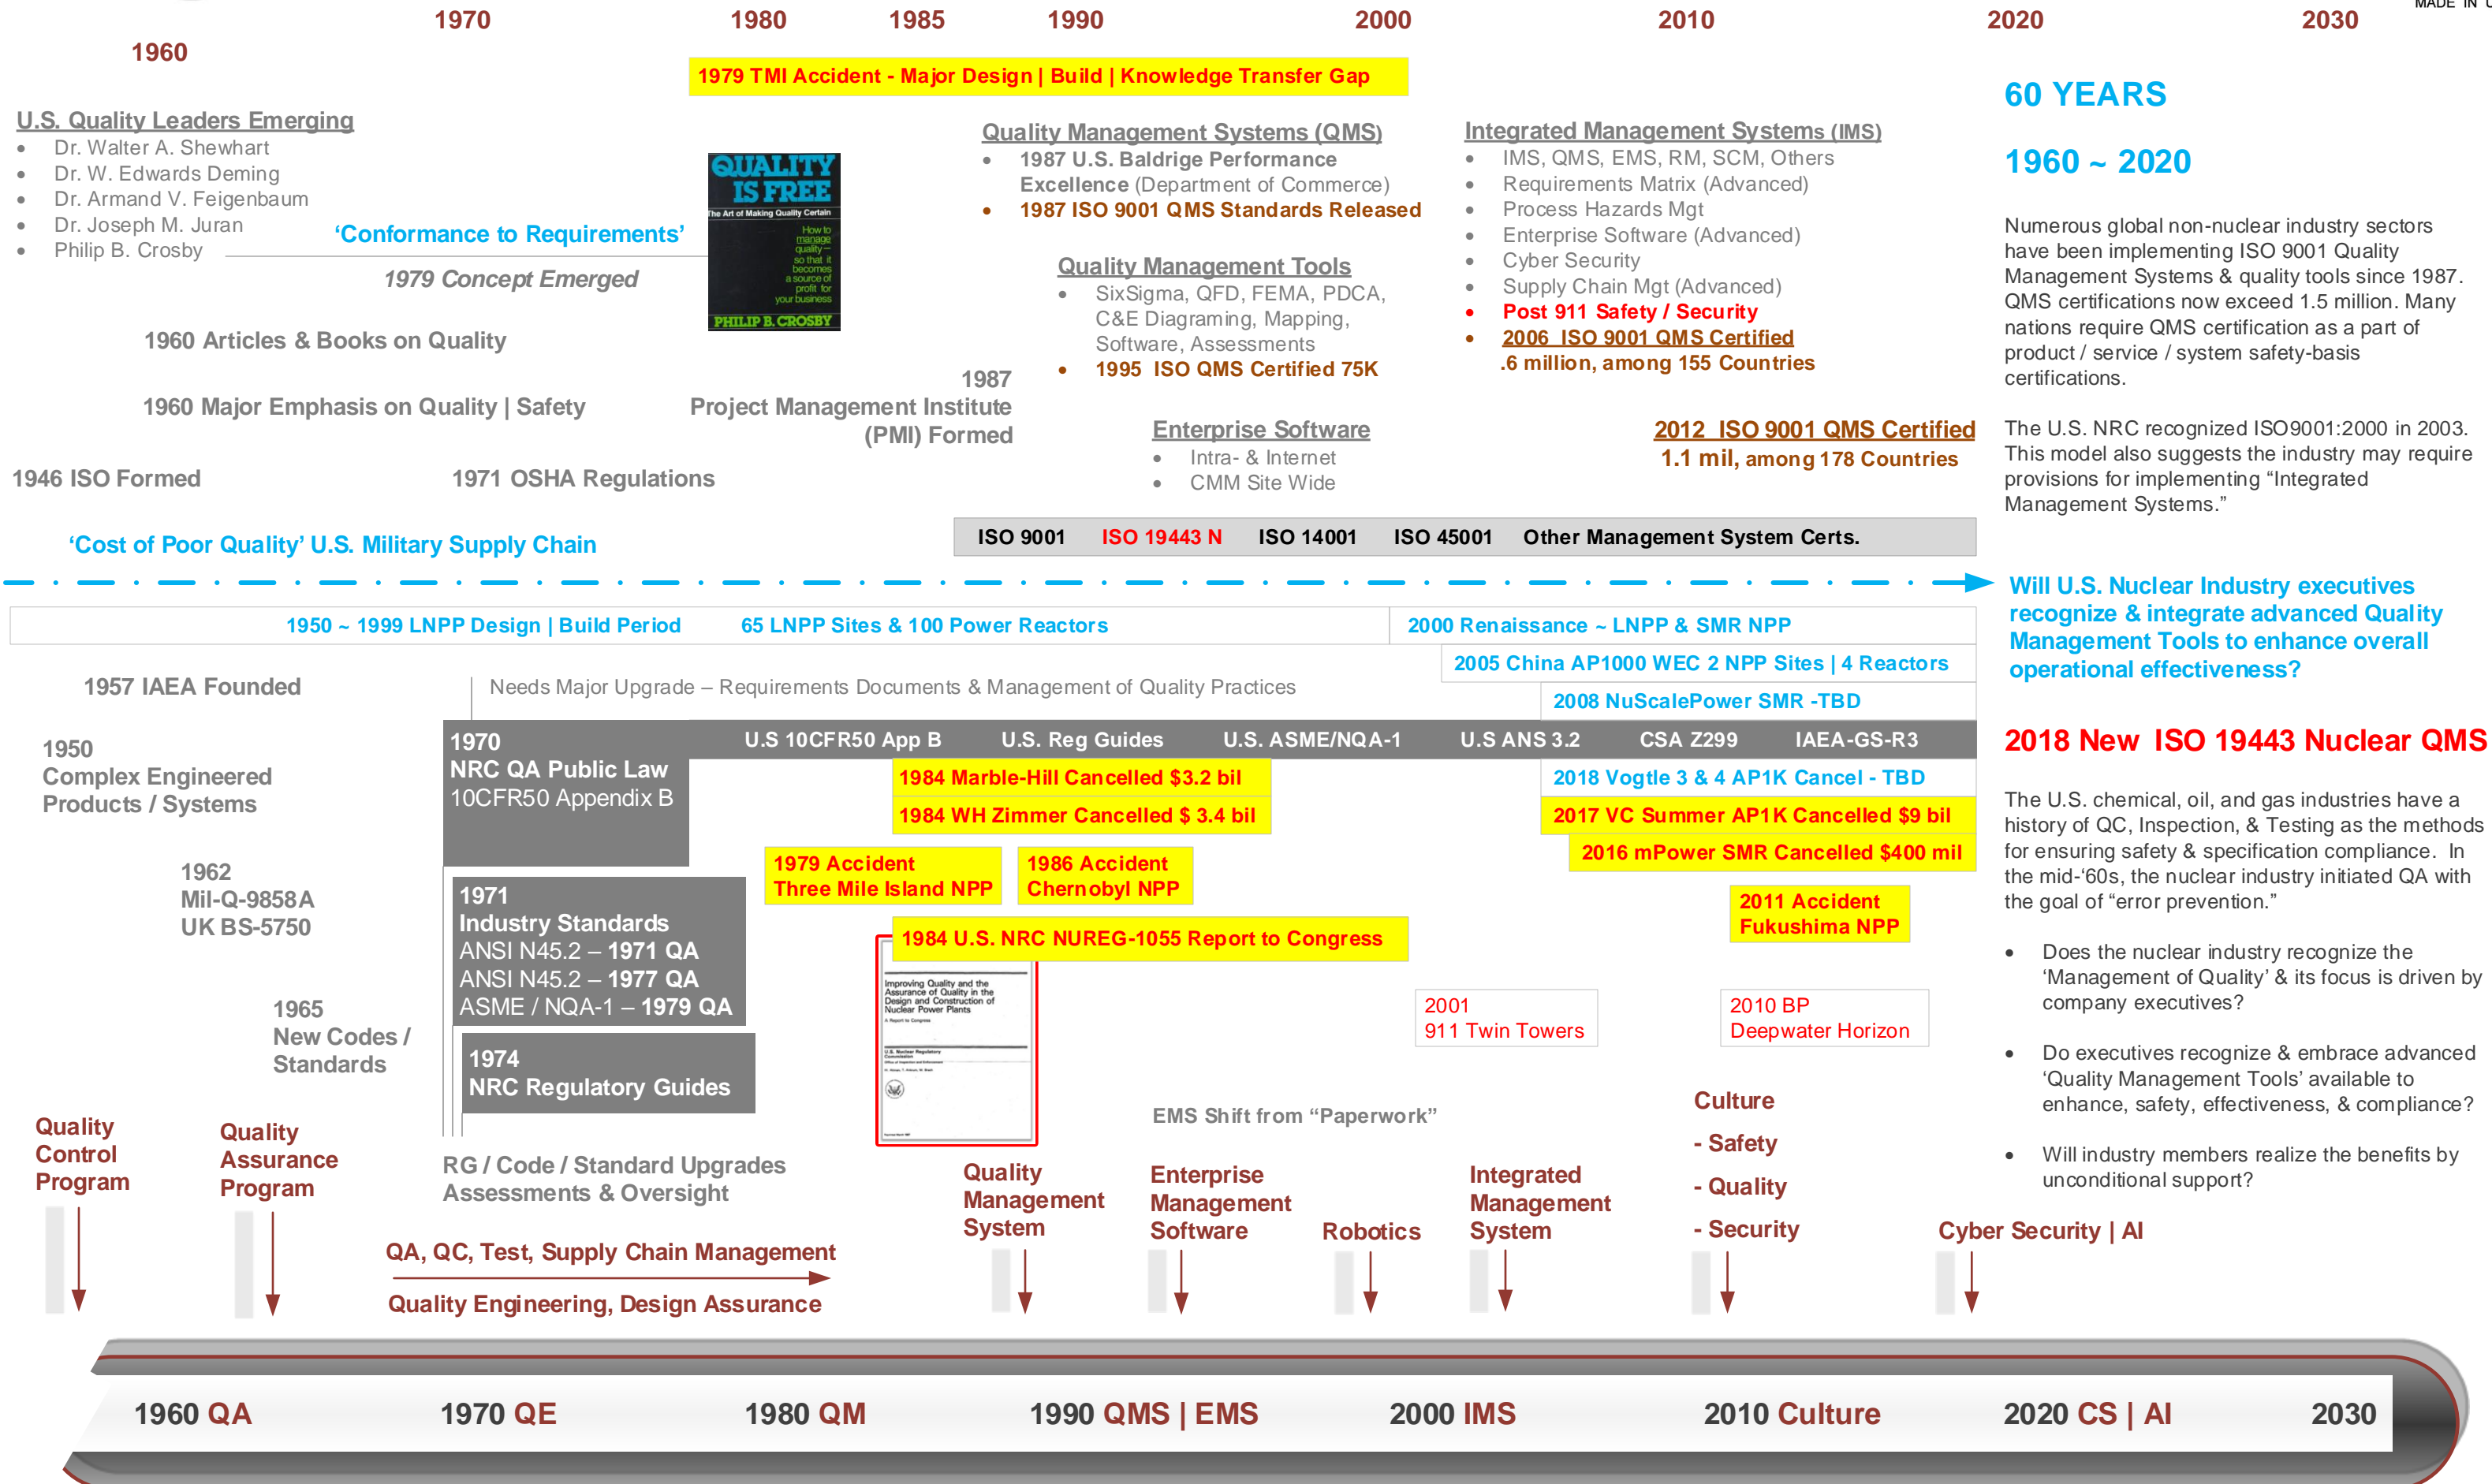 MADE IN U
1970 1980 1985 1990 2000 2010 2020 2030
1960
1979 TMI Accident - Major Design | Build | Knowledge Transfer Gap
U.S. Quality Leaders Emerging
• Dr. Walter A. Shewhart
• Dr. W. Edwards Deming
• Dr. Armand V. Feigenbaum
• Dr. Joseph M. Juran
• Philip B. Crosby
'Conformance to Requirements'
1979 Concept Emerged
QUALITY
IS FREE
The Art of Making Quality Certain
How to
manage
quality—
so that it
becomes
a source of
profit for
your business
PHILIP B. CROSBY
1960 Articles & Books on Quality
1960 Major Emphasis on Quality | Safety
1987
Project Management Institute
(PMI) Formed
1946 ISO Formed
1971 OSHA Regulations
'Cost of Poor Quality' U.S. Military Supply Chain
Quality Management Systems (QMS)
• 1987 U.S. Baldrige Performance
Excellence (Department of Commerce)
• 1987 ISO 9001 QMS Standards Released
Quality Management Tools
• SixSigma, QFD, FEMA, PDCA,
C&E Diagraming, Mapping,
Software, Assessments
• 1995 ISO QMS Certified 75K
Enterprise Software
• Intra- & Internet
• CMM Site Wide
Integrated Management Systems (IMS)
• IMS, QMS, EMS, RM, SCM, Others
• Requirements Matrix (Advanced)
• Process Hazards Mgt
• Enterprise Software (Advanced)
• Cyber Security
• Supply Chain Mgt (Advanced)
• Post 911 Safety / Security
• 2006 ISO 9001 QMS Certified
.6 million, among 155 Countries
2012 ISO 9001 QMS Certified
1.1 mil, among 178 Countries
ISO 9001 ISO 19443 N ISO 14001 ISO 45001 Other Management System Certs.
60 YEARS
1960 ~ 2020
Numerous global non-nuclear industry sectors
have been implementing ISO 9001 Quality
Management Systems & quality tools since 1987.
QMS certifications now exceed 1.5 million. Many
nations require QMS certification as a part of
product / service / system safety-basis
certifications.
The U.S. NRC recognized ISO9001:2000 in 2003.
This model also suggests the industry may require
provisions for implementing "Integrated
Management Systems."
Will U.S. Nuclear Industry executives
recognize & integrate advanced Quality
Management Tools to enhance overall
operational effectiveness?
2018 New ISO 19443 Nuclear QMS
The U.S. chemical, oil, and gas industries have a
history of QC, Inspection, & Testing as the methods
for ensuring safety & specification compliance. In
the mid-'60s, the nuclear industry initiated QA with
the goal of "error prevention."
• Does the nuclear industry recognize the
'Management of Quality' & its focus is driven by
company executives?
• Do executives recognize & embrace advanced
'Quality Management Tools' available to
enhance, safety, effectiveness, & compliance?
• Will industry members realize the benefits by
unconditional support?
1950 ~ 1999 LNPP Design | Build Period 65 LNPP Sites & 100 Power Reactors
2000 Renaissance ~ LNPP & SMR NPP
2005 China AP1000 WEC 2 NPP Sites | 4 Reactors
2008 NuScalePower SMR -TBD
1957 IAEA Founded
Needs Major Upgrade – Requirements Documents & Management of Quality Practices
1950
Complex Engineered
Products / Systems
1962
Mil-Q-9858A
UK BS-5750
1965
New Codes /
Standards
1970
NRC QA Public Law
10CFR50 Appendix B
U.S 10CFR50 App B U.S. Reg Guides U.S. ASME/NQA-1 U.S ANS 3.2 CSA Z299 IAEA-GS-R3
1984 Marble-Hill Cancelled $3.2 bil
1984 WH Zimmer Cancelled $ 3.4 bil
2018 Vogtle 3 & 4 AP1K Cancel - TBD
2017 VC Summer AP1K Cancelled $9 bil
2016 mPower SMR Cancelled $400 mil
1979 Accident
Three Mile Island NPP
1986 Accident
Chernobyl NPP
2011 Accident
Fukushima NPP
1971
Industry Standards
ANSI N45.2 – 1971 QA
ANSI N45.2 – 1977 QA
ASME / NQA-1 – 1979 QA
1974
NRC Regulatory Guides
1984 U.S. NRC NUREG-1055 Report to Congress
Improving Quality and the
Assurance of Quality in the
Design and Construction of
Nuclear Power Plants
A Report to Congress
U.S. Nuclear Regulatory
Commission
2001
911 Twin Towers
2010 BP
Deepwater Horizon
RG / Code / Standard Upgrades
Assessments & Oversight
EMS Shift from "Paperwork"
Quality
Control
Program
Quality
Assurance
Program
QA, QC, Test, Supply Chain Management
Quality Engineering, Design Assurance
Quality
Management
System
Enterprise
Management
Software
Robotics
Integrated
Management
System
Culture
- Safety
- Quality
- Security
Cyber Security | AI
1960 QA 1970 QE 1980 QM 1990 QMS | EMS 2000 IMS 2010 Culture 2020 CS | AI 2030